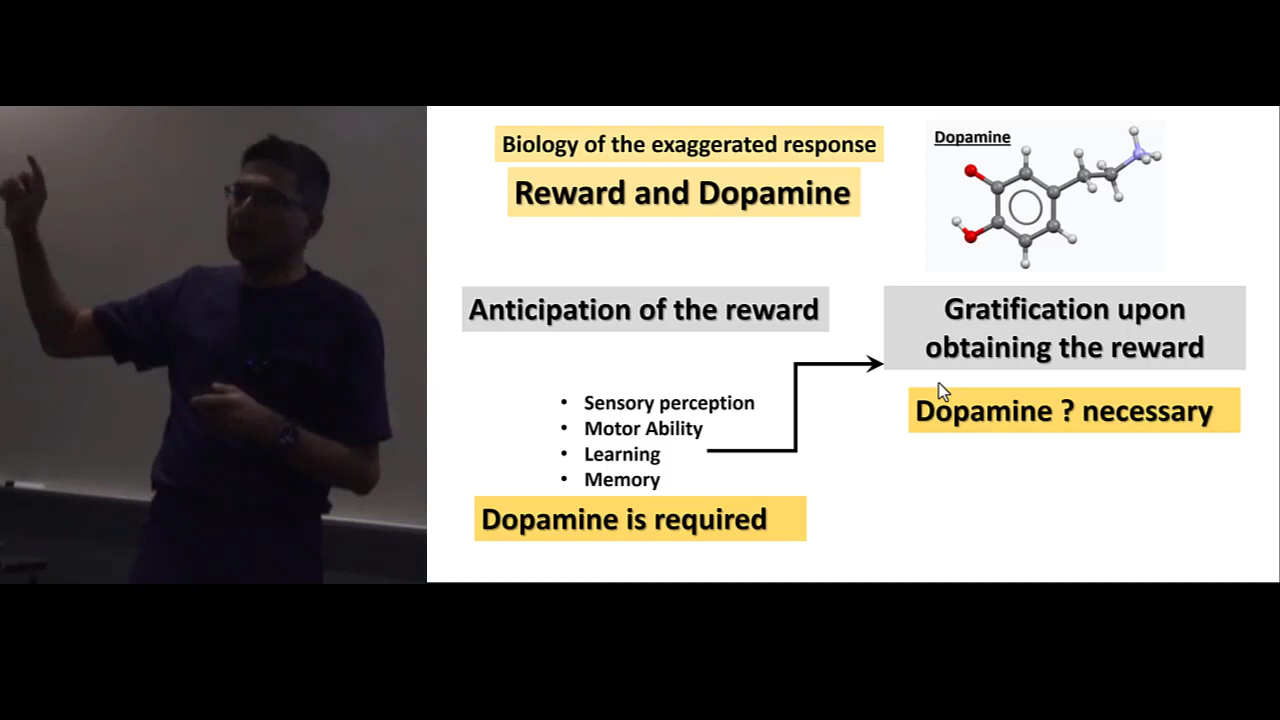 Biology of the exaggerated response
Reward and Dopamine
Dopamine
Anticipation of the reward
• Sensory perception
• Motor Ability
• Learning
• Memory
Dopamine is required
Gratification upon
obtaining the reward
Dopamine ? necessary